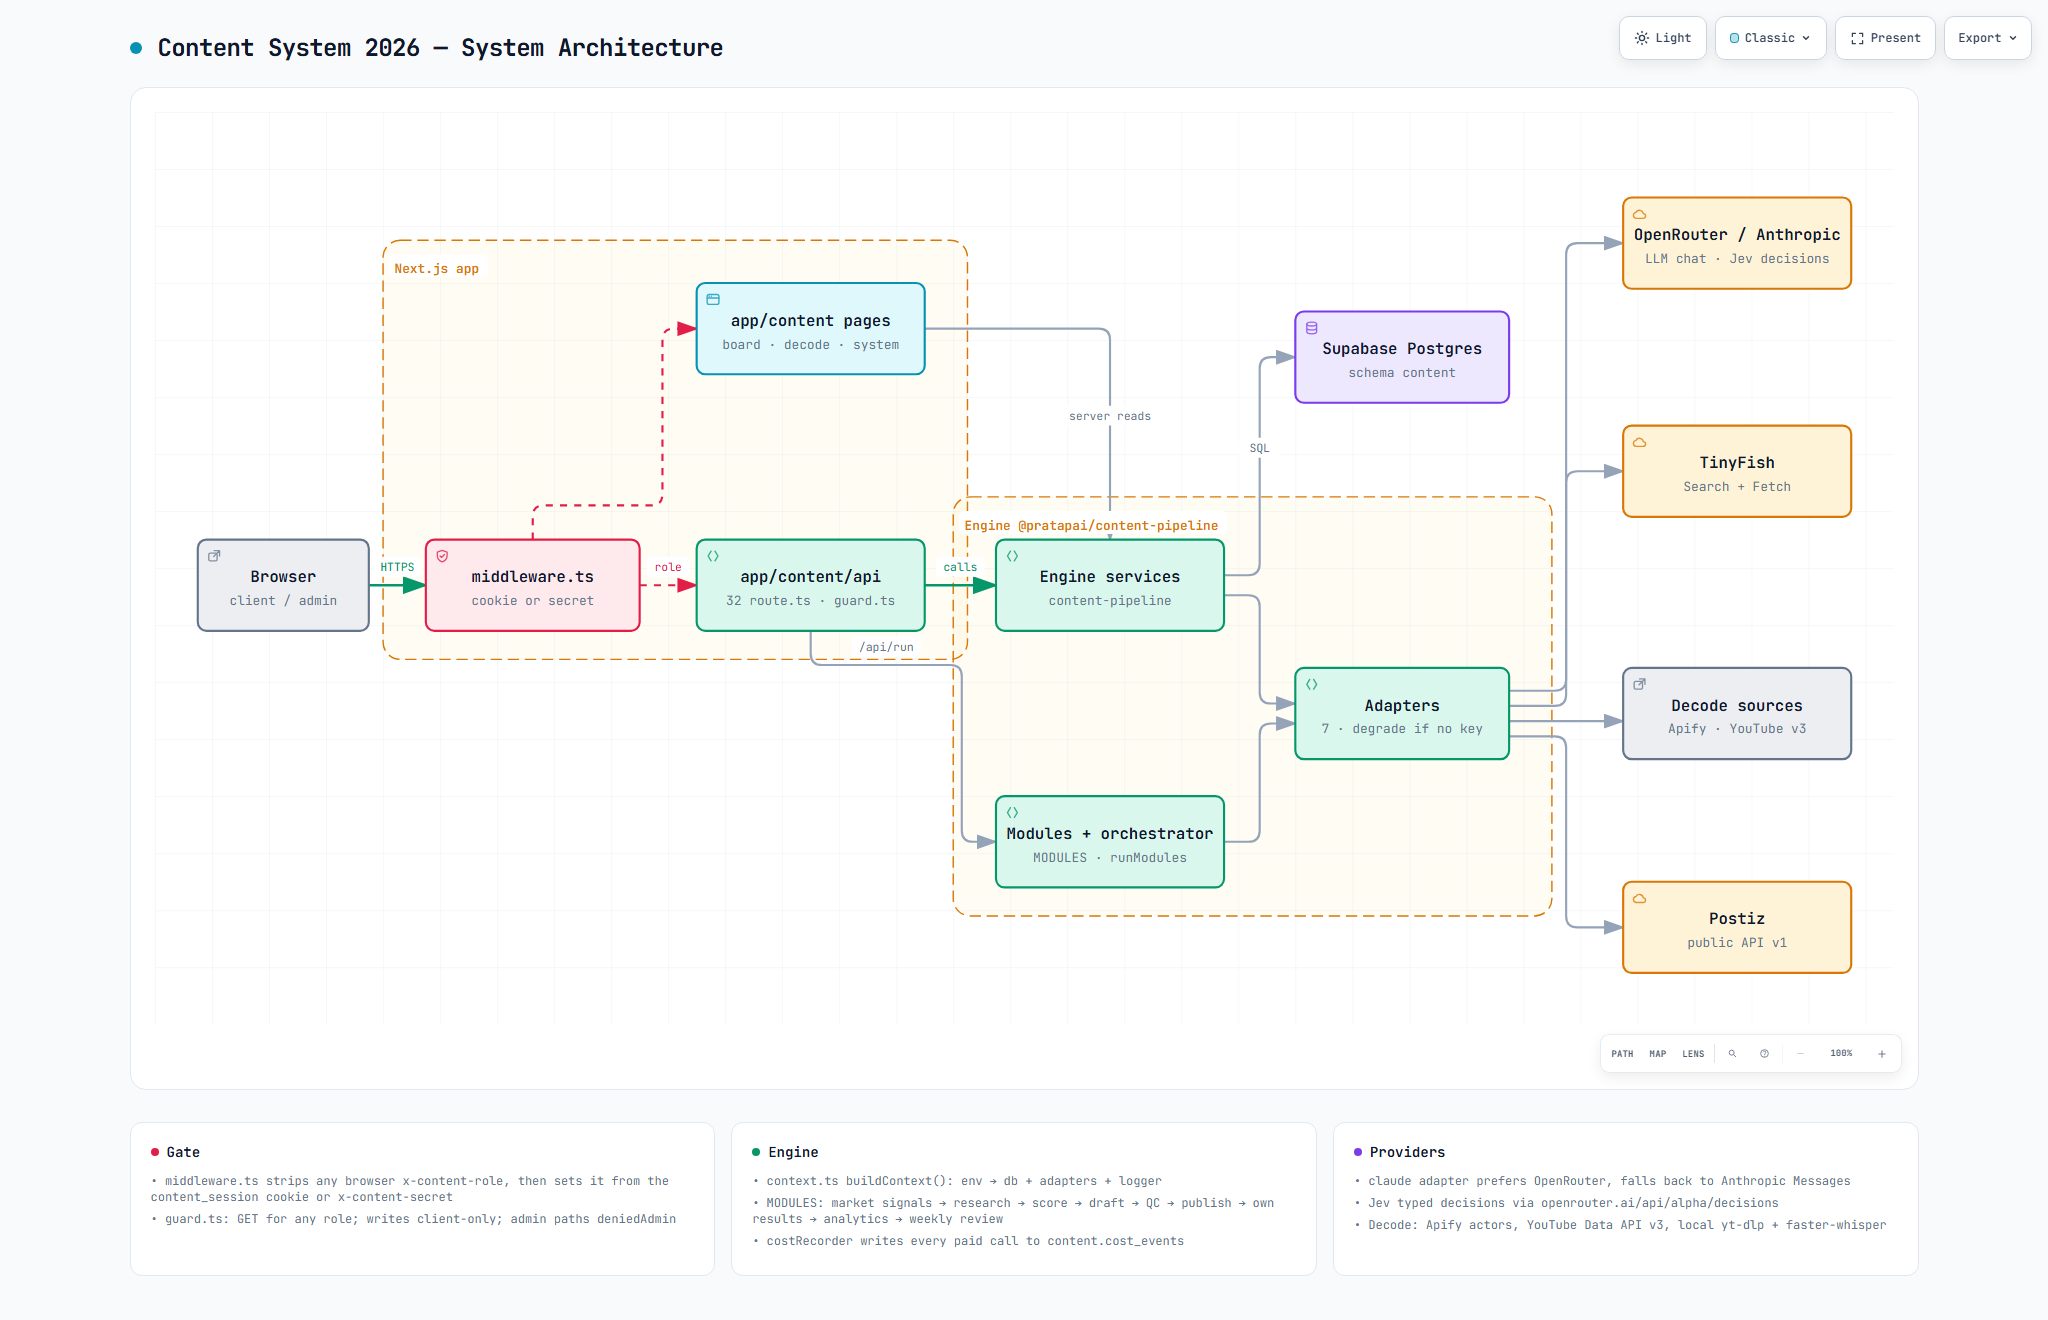 Content System 2026 — System Architecture
Light
Classic
Present
Export
OpenRouter / Anthropic
LLM chat · Jev decisions
Next.js app
app/content pages
board · decode · system
Supabase Postgres
schema content
server reads
SQL
TinyFish
Search + Fetch
Engine @pratapai/content-pipeline
Browser
client / admin
HTTPS
middleware.ts
cookie or secret
role
app/content/api
32 route.ts · guard.ts
calls
Engine services
content-pipeline
/api/run
Adapters
7 · degrade if no key
Decode sources
Apify · YouTube v3
Modules + orchestrator
MODULES · runModules
Postiz
public API v1
PATH
MAP
LENS
100%
Gate
• middleware.ts strips any browser x-content-role, then sets it from the
content_session cookie or x-content-secret
• guard.ts: GET for any role; writes client-only; admin paths deniedAdmin
Engine
• context.ts buildContext(): env → db + adapters + logger
• MODULES: market signals → research → score → draft → QC → publish → own
results → analytics → weekly review
• costRecorder writes every paid call to content.cost_events
Providers
• claude adapter prefers OpenRouter, falls back to Anthropic Messages
• Jev typed decisions via openrouter.ai/api/alpha/decisions
• Decode: Apify actors, YouTube Data API v3, local yt-dlp + faster-whisper